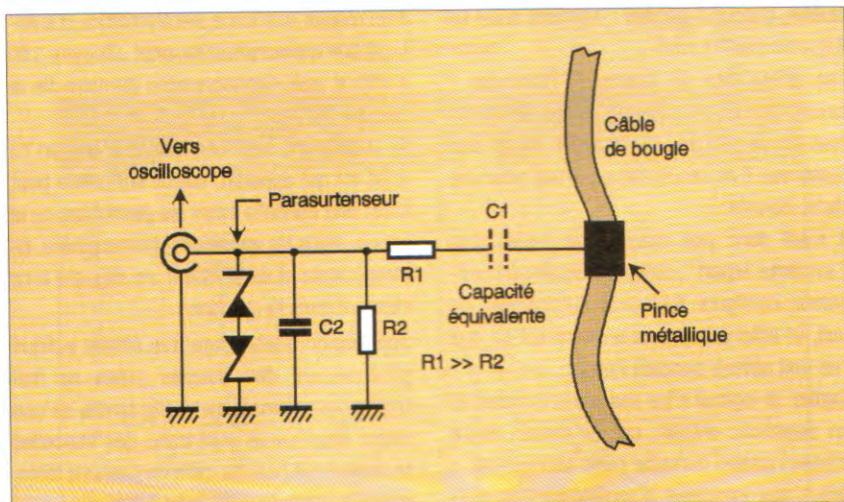 Vers
oscilloscope
Parasurtenseur
C2
R2
R1
C1
Capacité
équivalente
R1 >> R2
Câble
de bougie
Pince
métallique